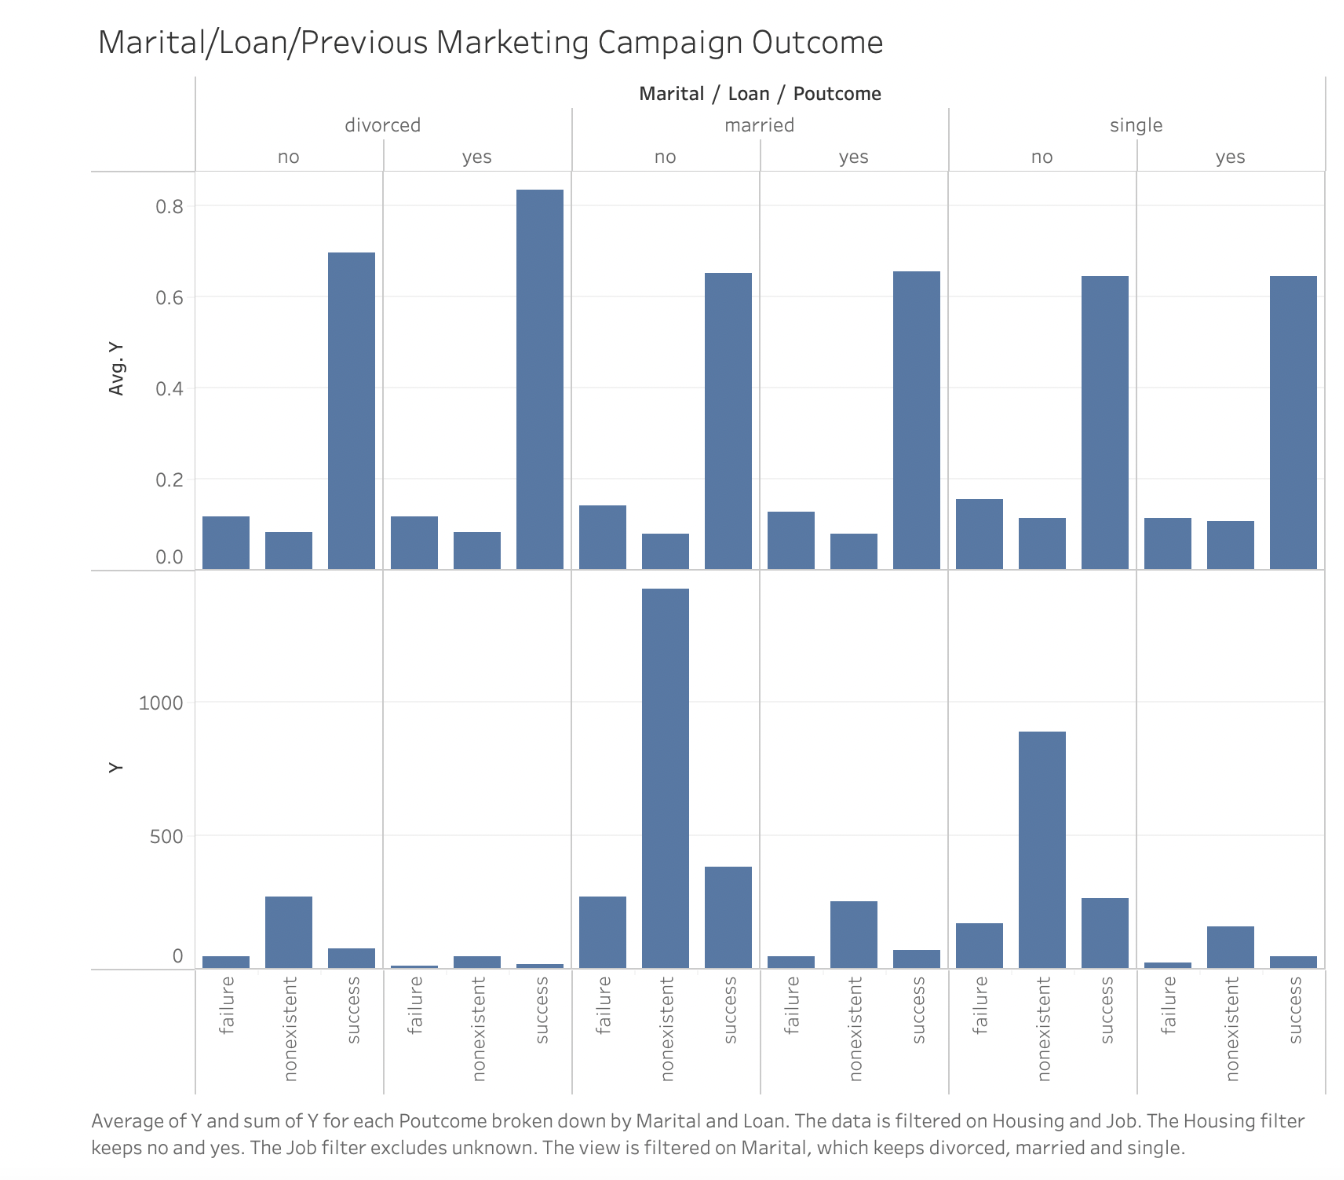 Marital/Loan/Previous Marketing Campaign Outcome
Marital / Loan / Poutcome
divorced married single
no yes no yes no yes
0.8
0.6
Avg. Y
0.4
0.2
0.0
1000
Y
500
0
failure nonexistent success failure nonexistent success failure nonexistent success failure nonexistent success failure nonexistent success failure nonexistent success
Average of Y and sum of Y for each Poutcome broken down by Marital and Loan. The data is filtered on Housing and Job. The Housing filter
keeps no and yes. The Job filter excludes unknown. The view is filtered on Marital, which keeps divorced, married and single.